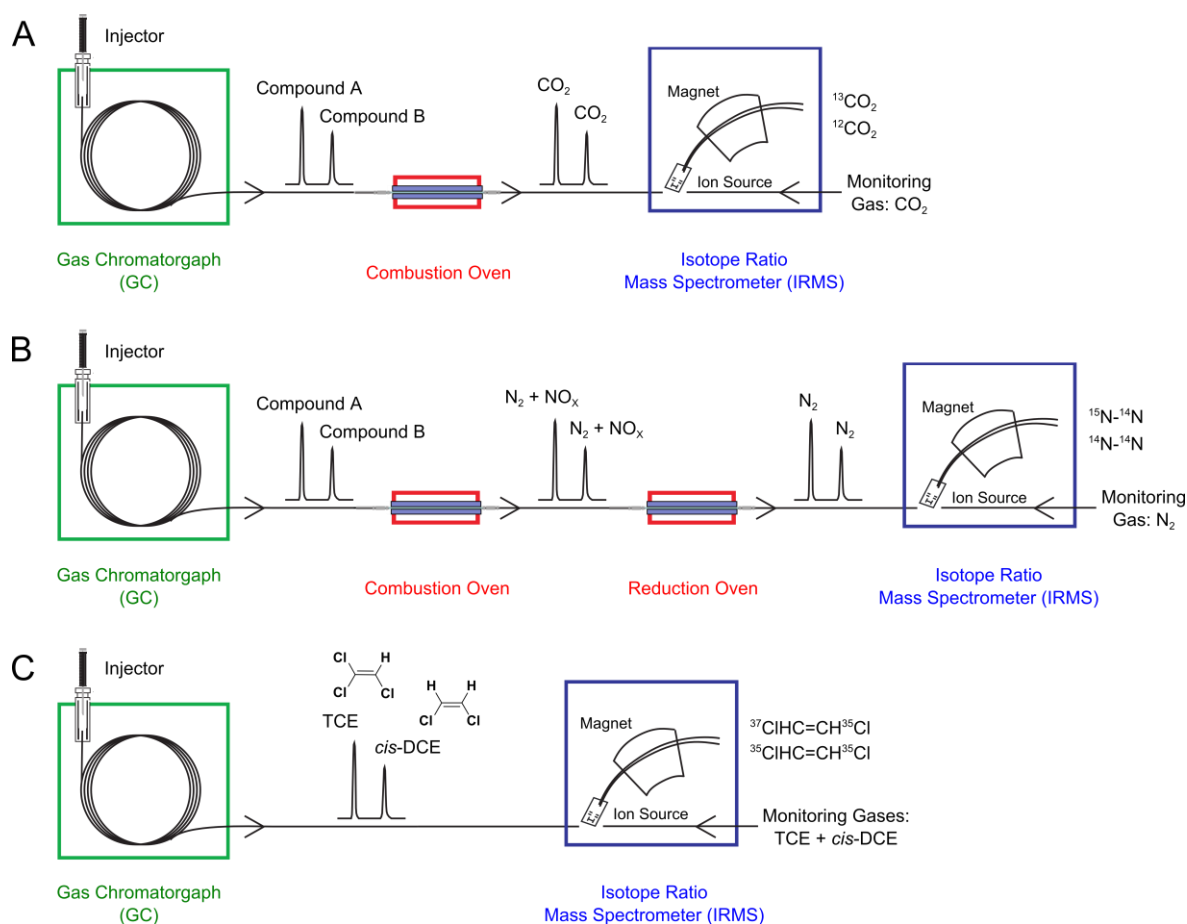 A
Injector
Compound A
Compound B
CO₂
CO₂
Magnet
Ion Source
¹³CO₂
¹²CO₂
Monitoring
Gas: CO₂
Gas Chromatorgaph
(GC)
Combustion Oven
Isotope Ratio
Mass Spectrometer (IRMS)
B
Injector
Compound A
Compound B
N₂ + NOₓ
N₂ + NOₓ
N₂
N₂
Magnet
Ion Source
¹⁵N-¹⁴N
¹⁴N-¹⁴N
Monitoring
Gas: N₂
Gas Chromatorgaph
(GC)
Combustion Oven
Reduction Oven
Isotope Ratio
Mass Spectrometer (IRMS)
C
Injector
Cl H
Cl Cl
TCE
H H
Cl Cl
cis-DCE
Magnet
Ion Source
³⁷ClHC=CH³⁵Cl
³⁵ClHC=CH³⁵Cl
Monitoring Gases:
TCE + cis-DCE
Gas Chromatorgaph
(GC)
Isotope Ratio
Mass Spectrometer (IRMS)